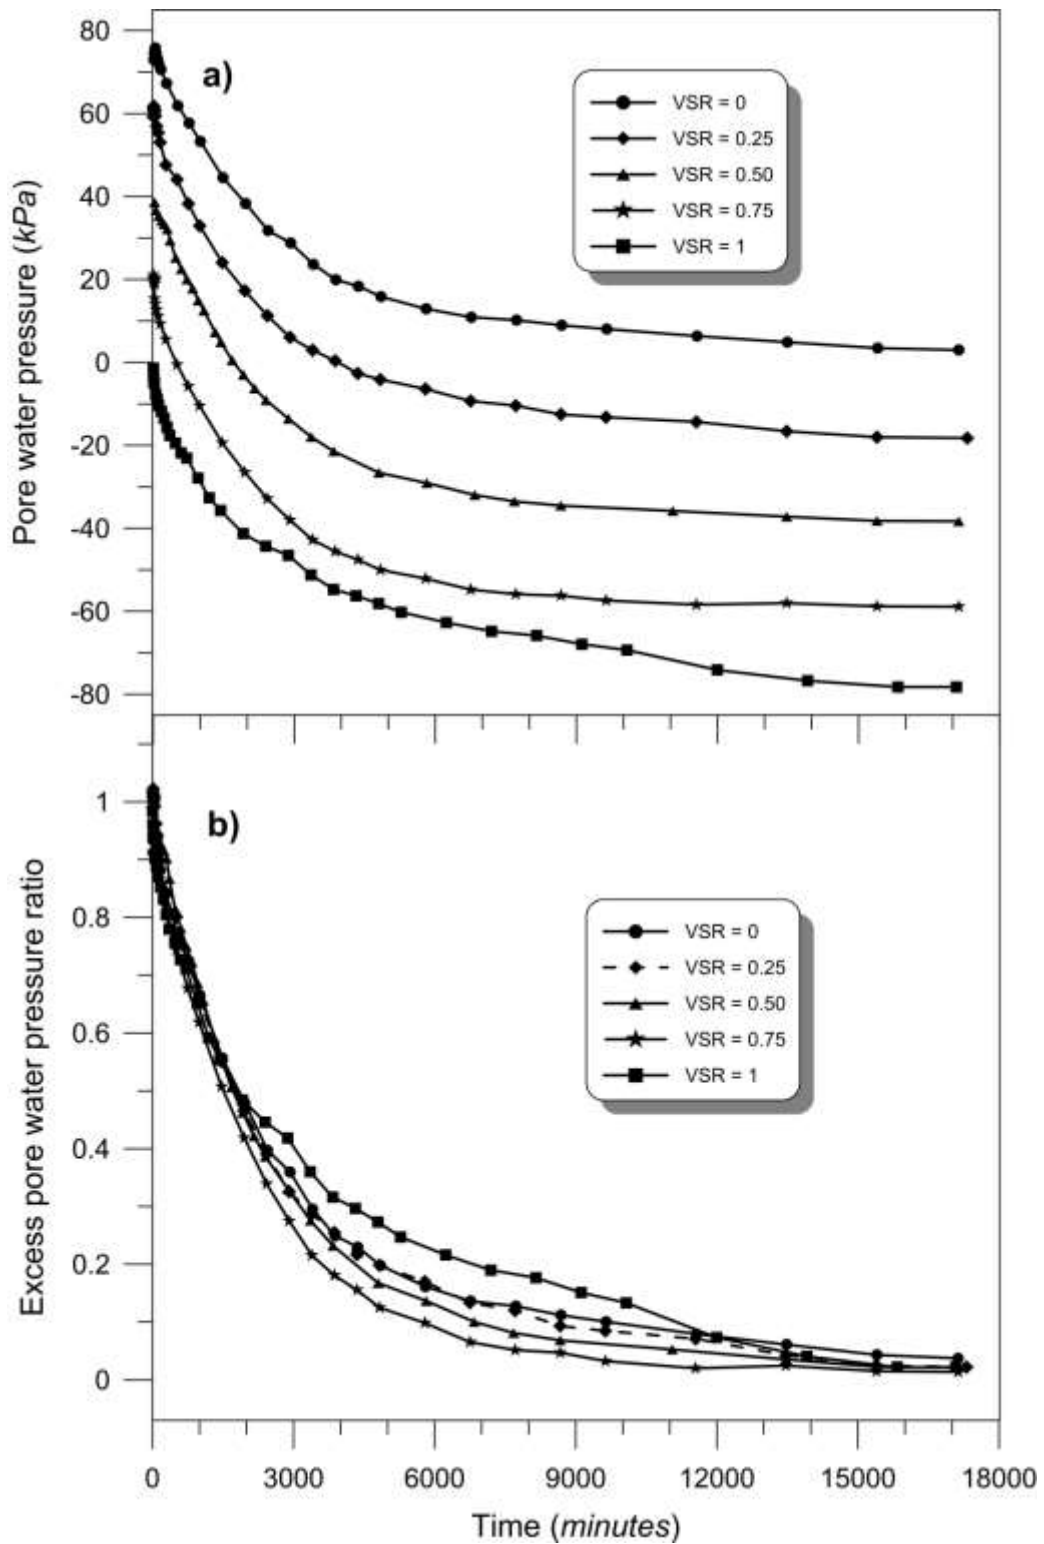 80
60
40
20
0
-20
-40
-60
-80
Pore water pressure (kPa)
a)
VSR = 0
VSR = 0.25
VSR = 0.50
VSR = 0.75
VSR = 1
1
0.8
0.6
0.4
0.2
0
Excess pore water pressure ratio
b)
VSR = 0
VSR = 0.25
VSR = 0.50
VSR = 0.75
VSR = 1
0 3000 6000 9000 12000 15000 18000
Time (minutes)